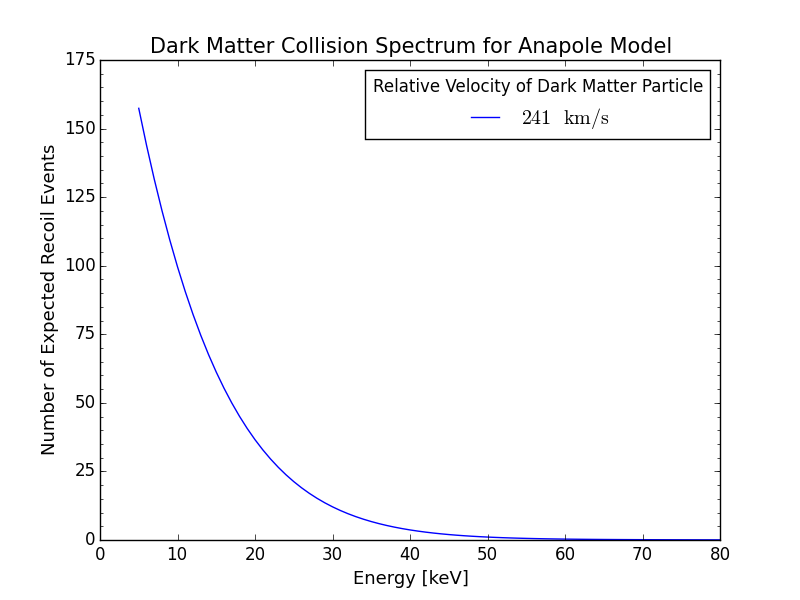 Dark Matter Collision Spectrum for Anapole Model
Relative Velocity of Dark Matter Particle
241 km/s
Number of Expected Recoil Events
175
150
125
100
75
50
25
0
0 10 20 30 40 50 60 70 80
Energy [keV]